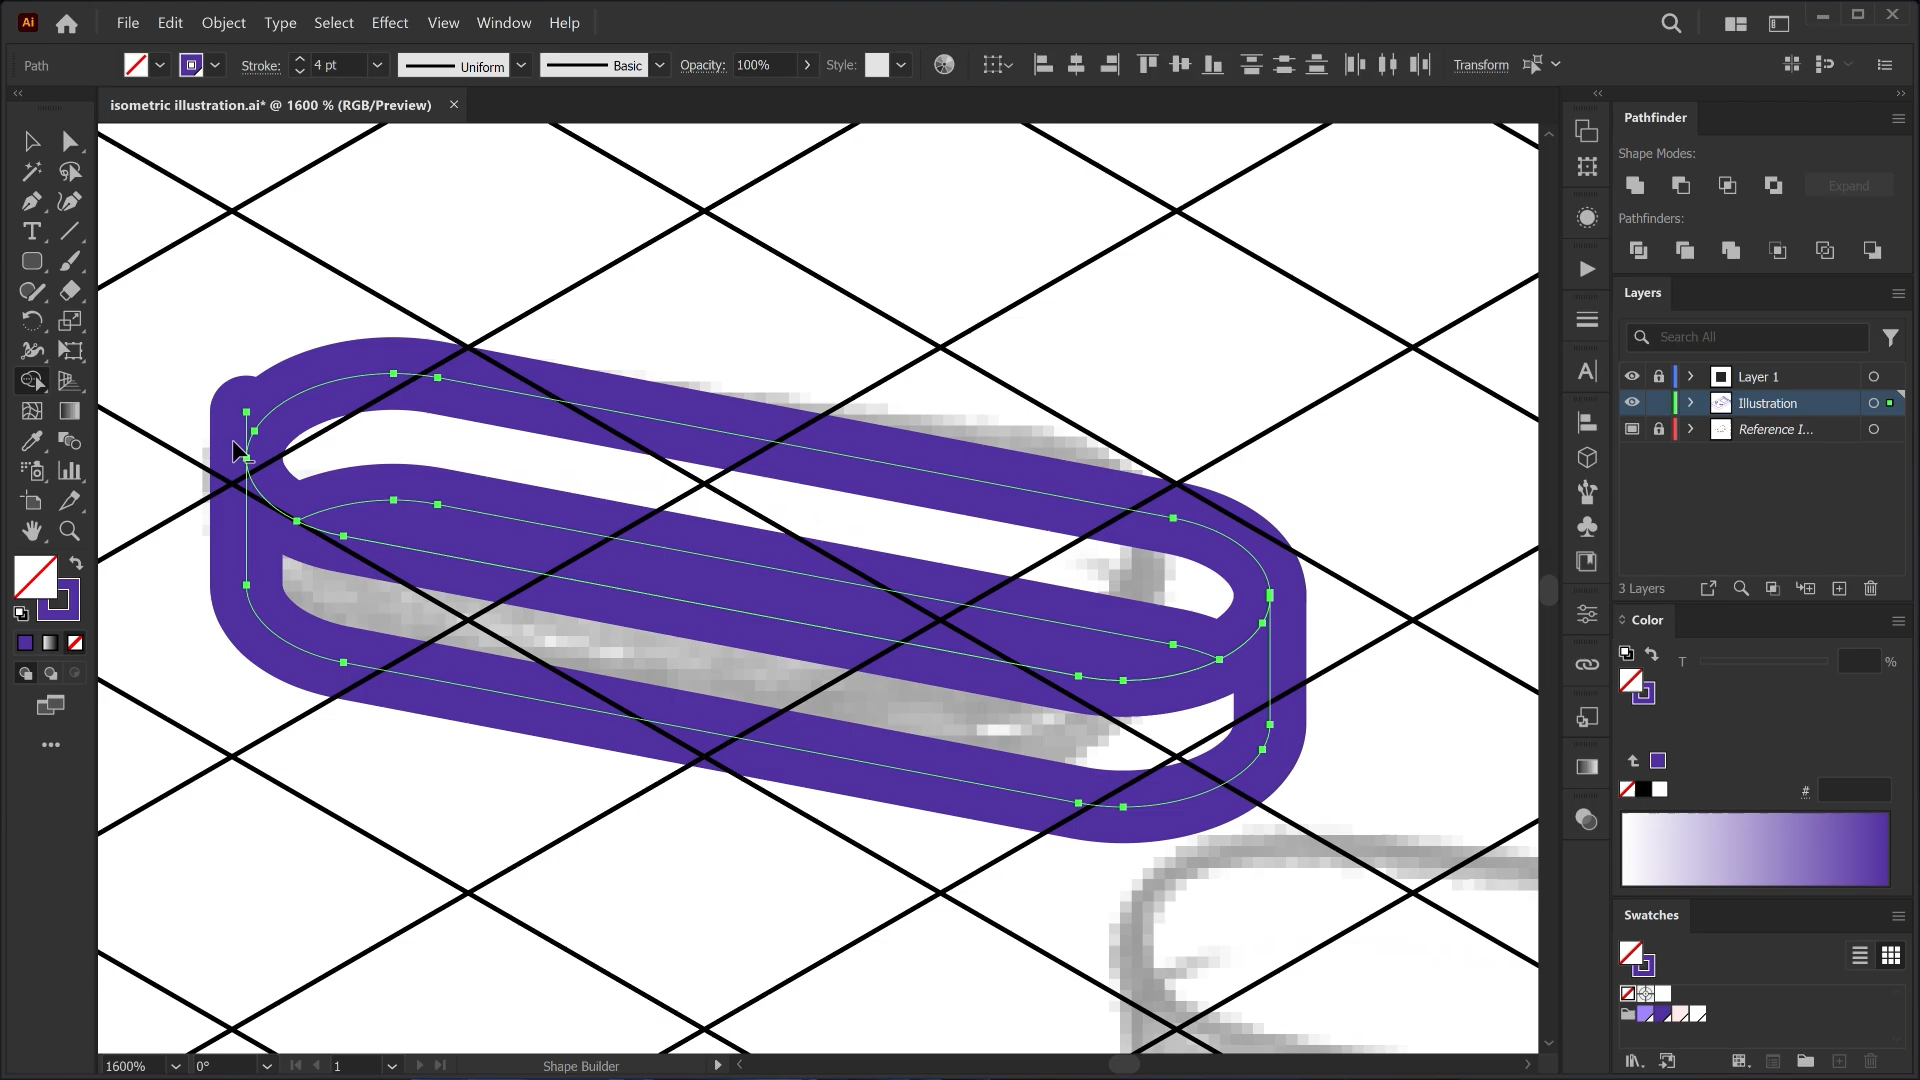 Ai File Edit Object Type Select Effect View Window Help
Path Stroke: 4 pt Uniform Basic Opacity: 100% Style: Transform
isometric illustration.ai* @ 1600 % (RGB/Preview)
Pathfinder
Shape Modes:
Expand
Pathfinders:
Layers
Search All
Layer 1
Illustration
Reference I...
3 Layers
Color
T %
#
Swatches
1600% 0° 1 Shape Builder